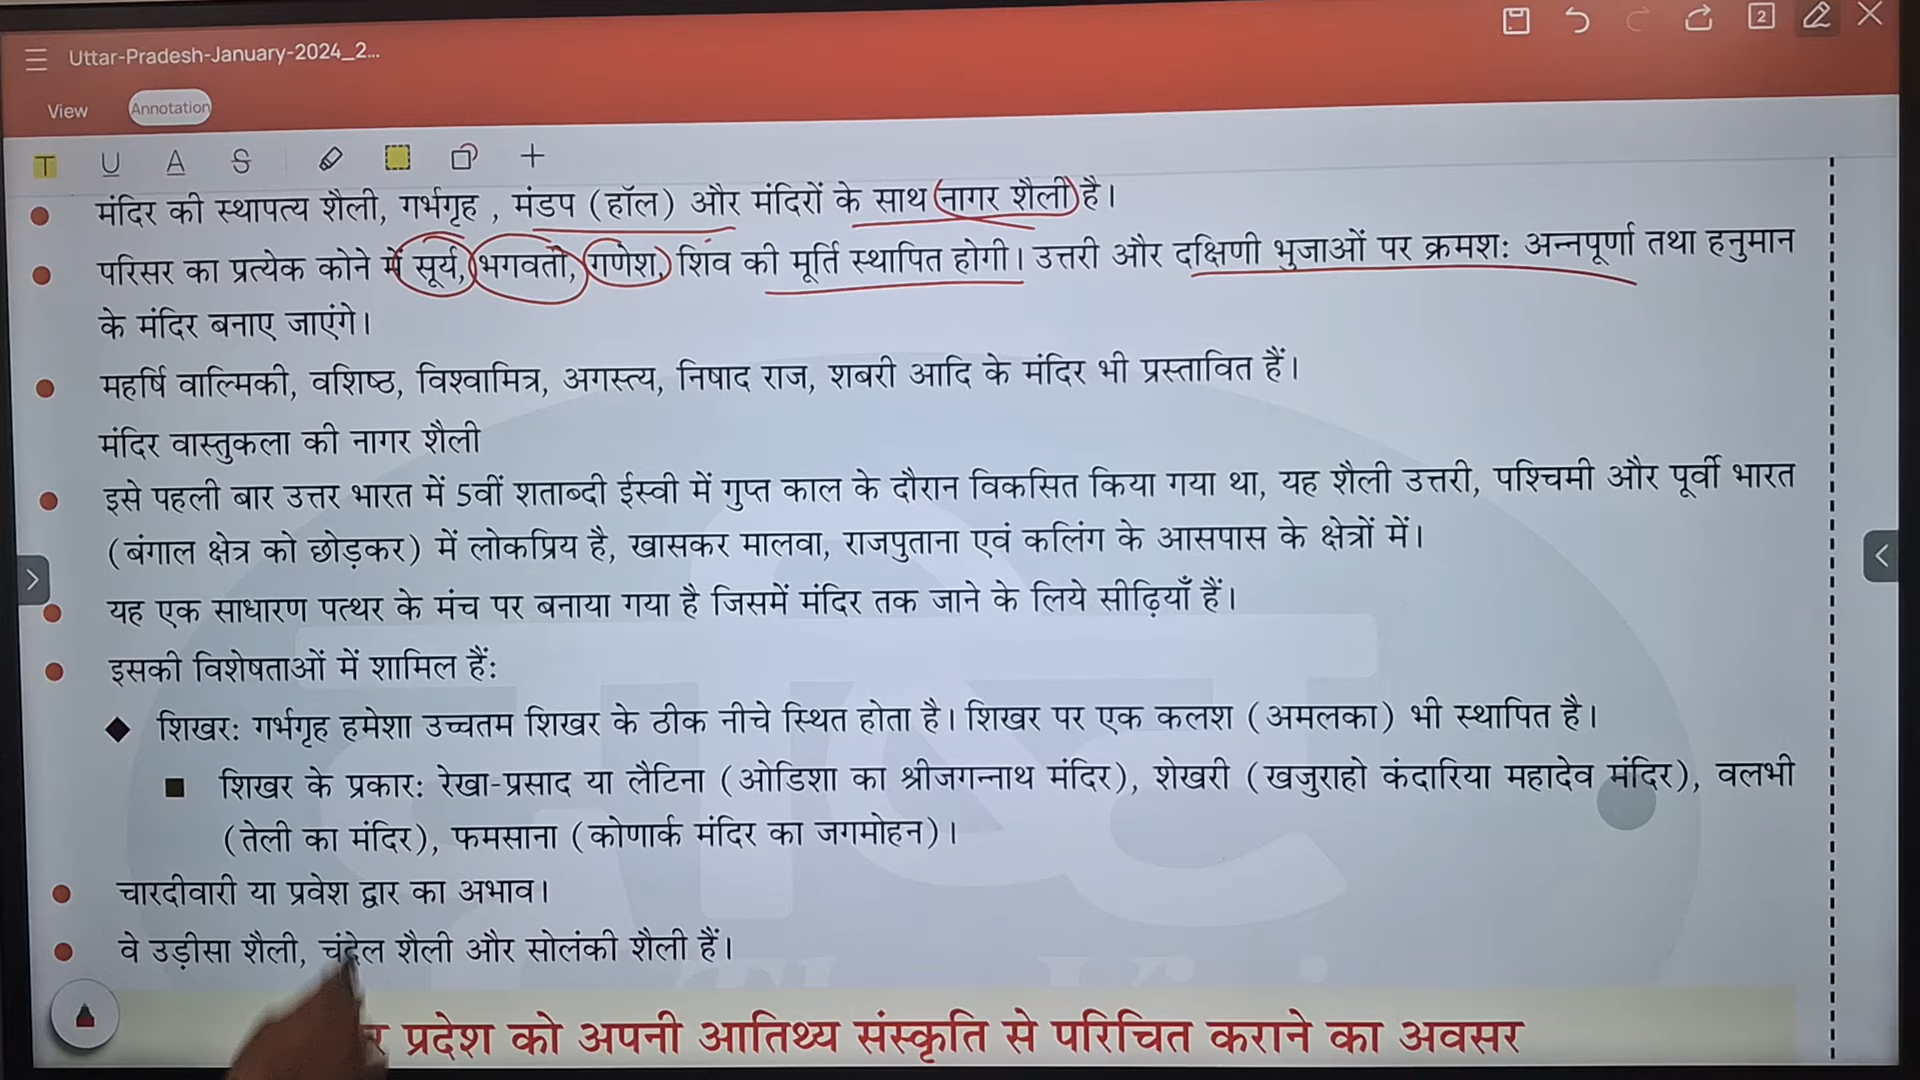 Uttar-Pradesh-January-2024_2...
2
View
Annotation
T U A S
मंदिर की स्थापत्य शैली, गर्भगृह , मंडप (हॉल) और मंदिरों के साथ नागर शैली है।
परिसर का प्रत्येक कोने में सूर्य, भगवती, गणेश, शिव की मूर्ति स्थापित होगी। उत्तरी और दक्षिणी भुजाओं पर क्रमशः अन्नपूर्णा तथा हनुमान
के मंदिर बनाए जाएंगे।
महर्षि वाल्मिकी, वशिष्ठ, विश्वामित्र, अगस्त्य, निषाद राज, शबरी आदि के मंदिर भी प्रस्तावित हैं।
मंदिर वास्तुकला की नागर शैली
इसे पहली बार उत्तर भारत में 5वीं शताब्दी ईस्वी में गुप्त काल के दौरान विकसित किया गया था, यह शैली उत्तरी, पश्चिमी और पूर्वी भारत
(बंगाल क्षेत्र को छोड़कर) में लोकप्रिय है, खासकर मालवा, राजपुताना एवं कलिंग के आसपास के क्षेत्रों में।
यह एक साधारण पत्थर के मंच पर बनाया गया है जिसमें मंदिर तक जाने के लिये सीढ़ियाँ हैं।
इसकी विशेषताओं में शामिल हैं:
शिखर: गर्भगृह हमेशा उच्चतम शिखर के ठीक नीचे स्थित होता है। शिखर पर एक कलश (अमलका) भी स्थापित है।
शिखर के प्रकार: रेखा-प्रसाद या लैटिना (ओडिशा का श्रीजगन्नाथ मंदिर), शेखरी (खजुराहो कंदारिया महादेव मंदिर), वलभी
(तेली का मंदिर), फमसाना (कोणार्क मंदिर का जगमोहन)।
चारदीवारी या प्रवेश द्वार का अभाव।
वे उड़ीसा शैली, चंदेल शैली और सोलंकी शैली हैं।
प्रदेश को अपनी आतिथ्य संस्कृति से परिचित कराने का अवसर